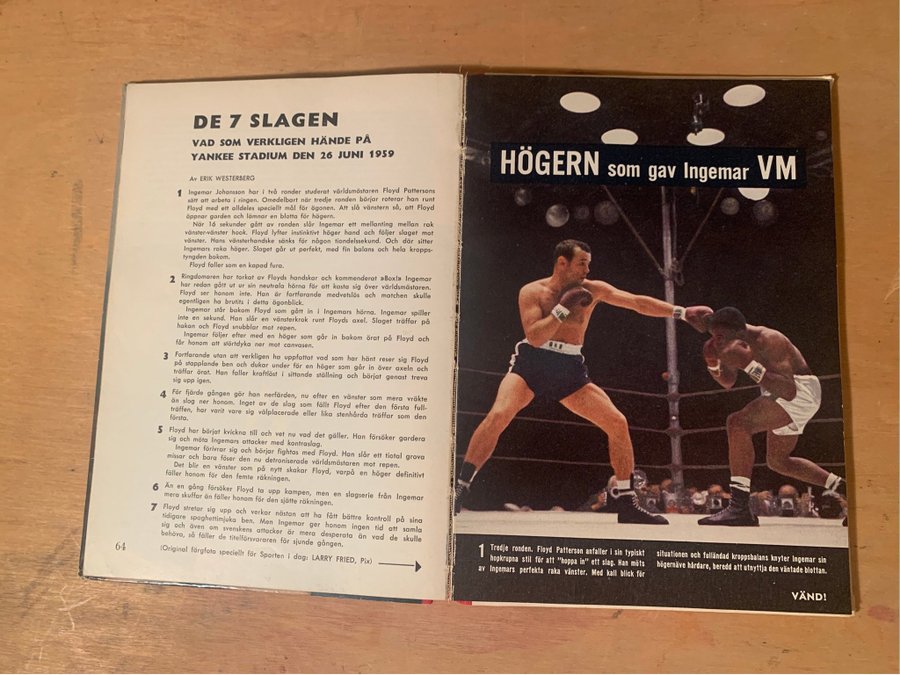 DE 7 SLAGEN
VAD SOM VERKLIGEN HÄNDE PÅ
YANKEE STADIUM DEN 26 JUNI 1959
Av ERIK WESTERBERG
1 Ingemar Johansson har i två ronder studerat världsmästaren Floyd Pattersons
sätt att arbeta i ringen. Omedelbart när tredje ronden börjar roterar han runt
Floyd med ett alldeles speciellt mål för ögonen. Att slå vänstern så, att Floyd
öppnar garden och lämnar en blotta för högern.
När 16 sekunder gått av ronden slår Ingemar ett mellanting mellan rak
vänster-vänster hook. Floyd lyfter instinktivt höger hand och följer slaget mot
vänster. Hans vänsterhandske sänks för någon tiondelsekund. Och där sitter
Ingemars raka höger. Slaget går ut perfekt, med fin balans och hela kropps-
tyngden bakom.
Floyd faller som en kapad fura.
2 Ringdomaren har torkat av Floyds handskar och kommenderat »Box!» Ingemar
har redan gått ut ur sin neutrala hörna för att kasta sig över världsmästaren.
Floyd ser honom inte. Han är fortfarande medvetslös och matchen skulle
egentligen ha brutits i detta ögonblick.
Ingemar står bakom Floyd som gått in i Ingemars hörna. Ingemar spiller
inte en sekund. Han slår en vänsterkrok runt Floyds axel. Slaget träffar på
hakan och Floyd snubblar mot repen.
Ingemar följer efter med en höger som går in bakom örat på Floyd och
får honom att störtdyka ner mot canvasen.
3 Fortfarande utan att verkligen ha uppfattat vad som har hänt reser sig Floyd
på stapplande ben och dukar under för en höger som går in över axeln och
träffar örat. Han faller kraftlöst i sittande ställning och börjat genast treva
sig upp igen.
4 För fjärde gången gör han nerfärden, nu efter en vänster som mera vräkte
än slog ner honom. Inget av de slag som fällt Floyd efter den första full-
träffen, har varit vare sig välplacerade eller lika stenhårda träffar som den
första.
5 Floyd har börjat kvickna till och vet nu vad det gäller. Han försöker gardera
sig och möta Ingemars attacker med kontraslag.
Ingemar förivrar sig och börjar fightas med Floyd. Han slår ett tiotal grova
missar och bara föser den nu detroniserade världsmästaren mot repen.
Det blir en vänster som på nytt skakar Floyd, varpå en höger definitivt
fäller honom för den femte räkningen.
6 Än en gång försöker Floyd ta upp kampen, men en slagserie från Ingemar
mera skuffar än fäller honom för den sjätte räkningen.
7 Floyd stretar sig upp och verkar nästan att ha fått bättre kontroll på sina
tidigare spaghettimjuka ben. Men Ingemar ger honom ingen tid att samla
sig och även om svenskens attacker är mera desperata än vad de skulle
behöva, så fäller de titelförsvararen för sjunde gången.
(Original färgfoto speciellt för Sporten i dag: LARRY FRIED, Pix)
64
HÖGERN som gav Ingemar VM
1 Tredje ronden. Floyd Patterson anfaller i sin typiskt
hopkrupna stil för att "hoppa in" ett slag. Han möts
av Ingemars perfekta raka vänster. Med kall blick för
situationen och fulländad kroppsbalans knyter Ingemar sin
högernäve hårdare, beredd att utnyttja den väntade blottan.
VÄND!